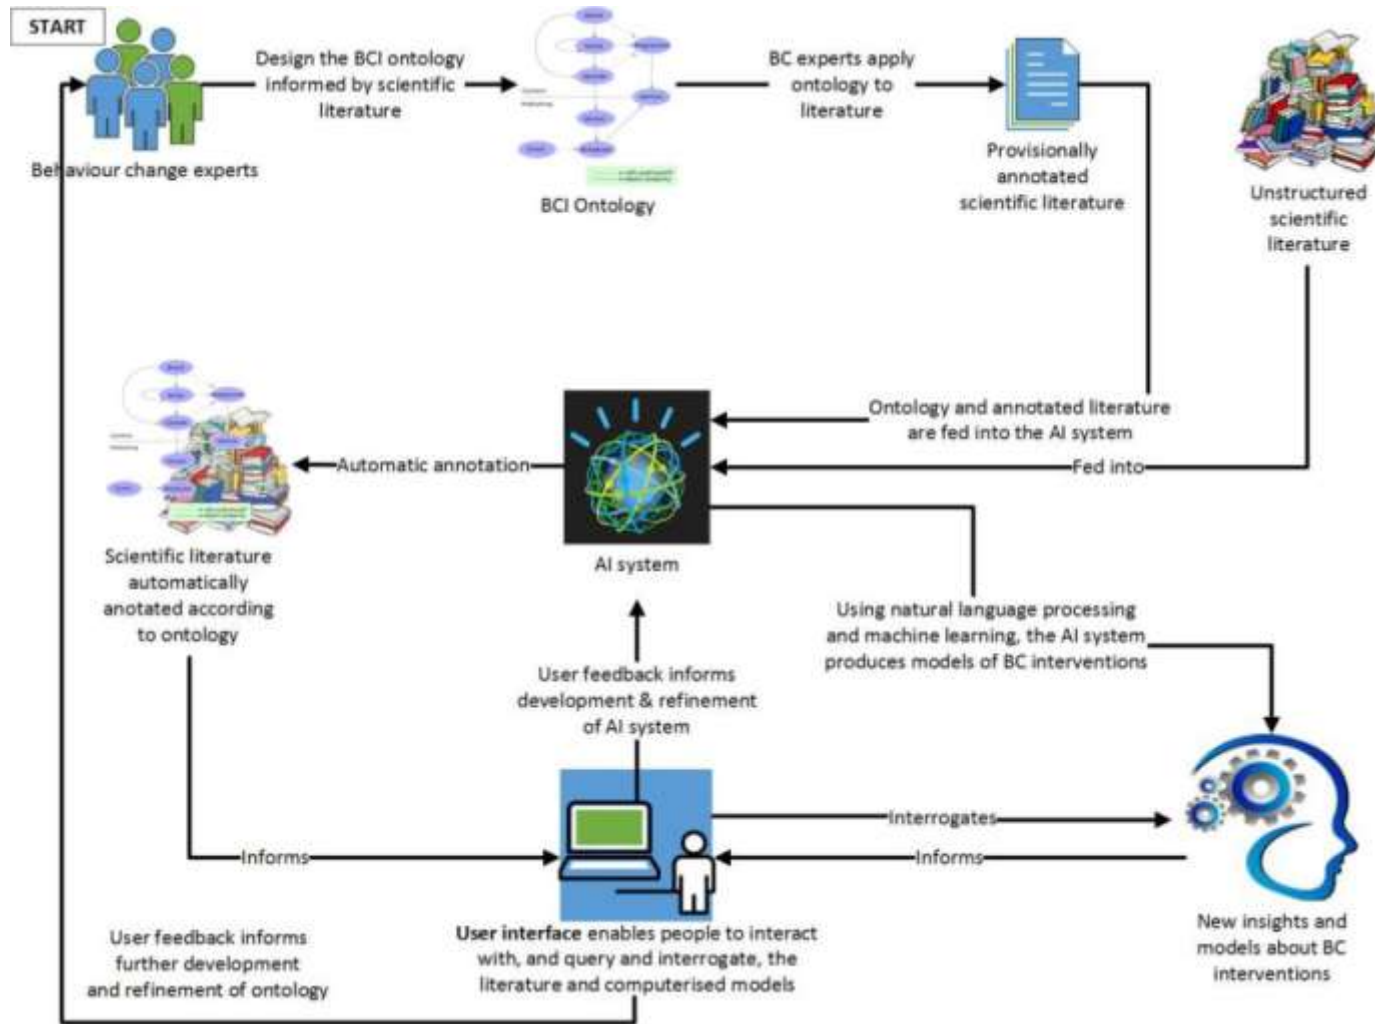 START
Behaviour change experts
Design the BCI ontology
informed by scientific
literature
BCI Ontology
BC experts apply
ontology to
literature
Provisionally
annotated
scientific literature
Unstructured
scientific
literature
Ontology and annotated literature
are fed into the AI system
Fed into
Automatic annotation
AI system
Scientific literature
automatically
anotated according
to ontology
Using natural language processing
and machine learning, the AI system
produces models of BC interventions
User feedback informs
development & refinement
of AI system
Interrogates
Informs
Informs
User feedback informs
further development
and refinement of ontology
User interface enables people to interact
with, and query and interrogate, the
literature and computerised models
New insights and
models about BC
interventions